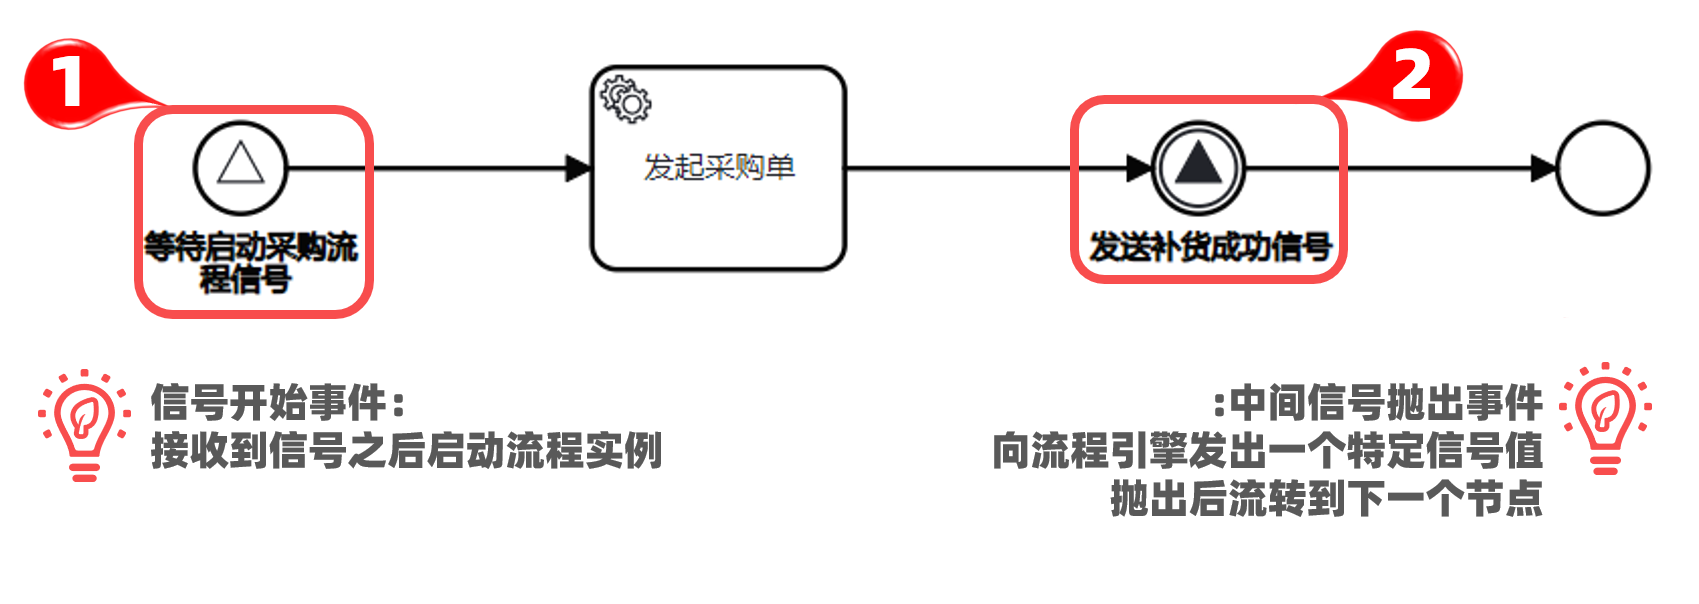 1
2
发起采购单
等待启动采购流
程信号
发送补货成功信号
信号开始事件：
接收到信号之后启动流程实例
:中间信号抛出事件
向流程引擎发出一个特定信号值
抛出后流转到下一个节点